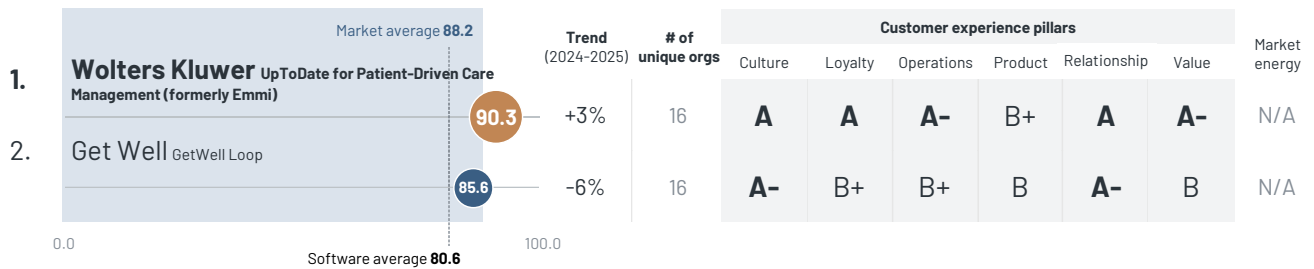 Market average 88.2
Trend
(2024-2025)
# of
unique orgs
Customer experience pillars
Culture Loyalty Operations Product Relationship Value
Market
energy
1. Wolters Kluwer UpToDate for Patient-Driven Care
Management (formerly Emmi)
90.3 +3% 16 A A A- B+ A A- N/A
2. Get Well GetWell Loop
85.6 -6% 16 A- B+ B+ B A- B N/A
0.0 100.0
Software average 80.6